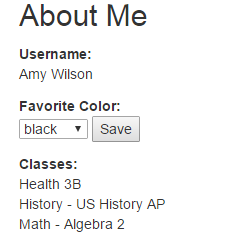 About Me
Username:
Amy Wilson
Favorite Color:
black Save
Classes:
Health 3B
History - US History AP
Math - Algebra 2